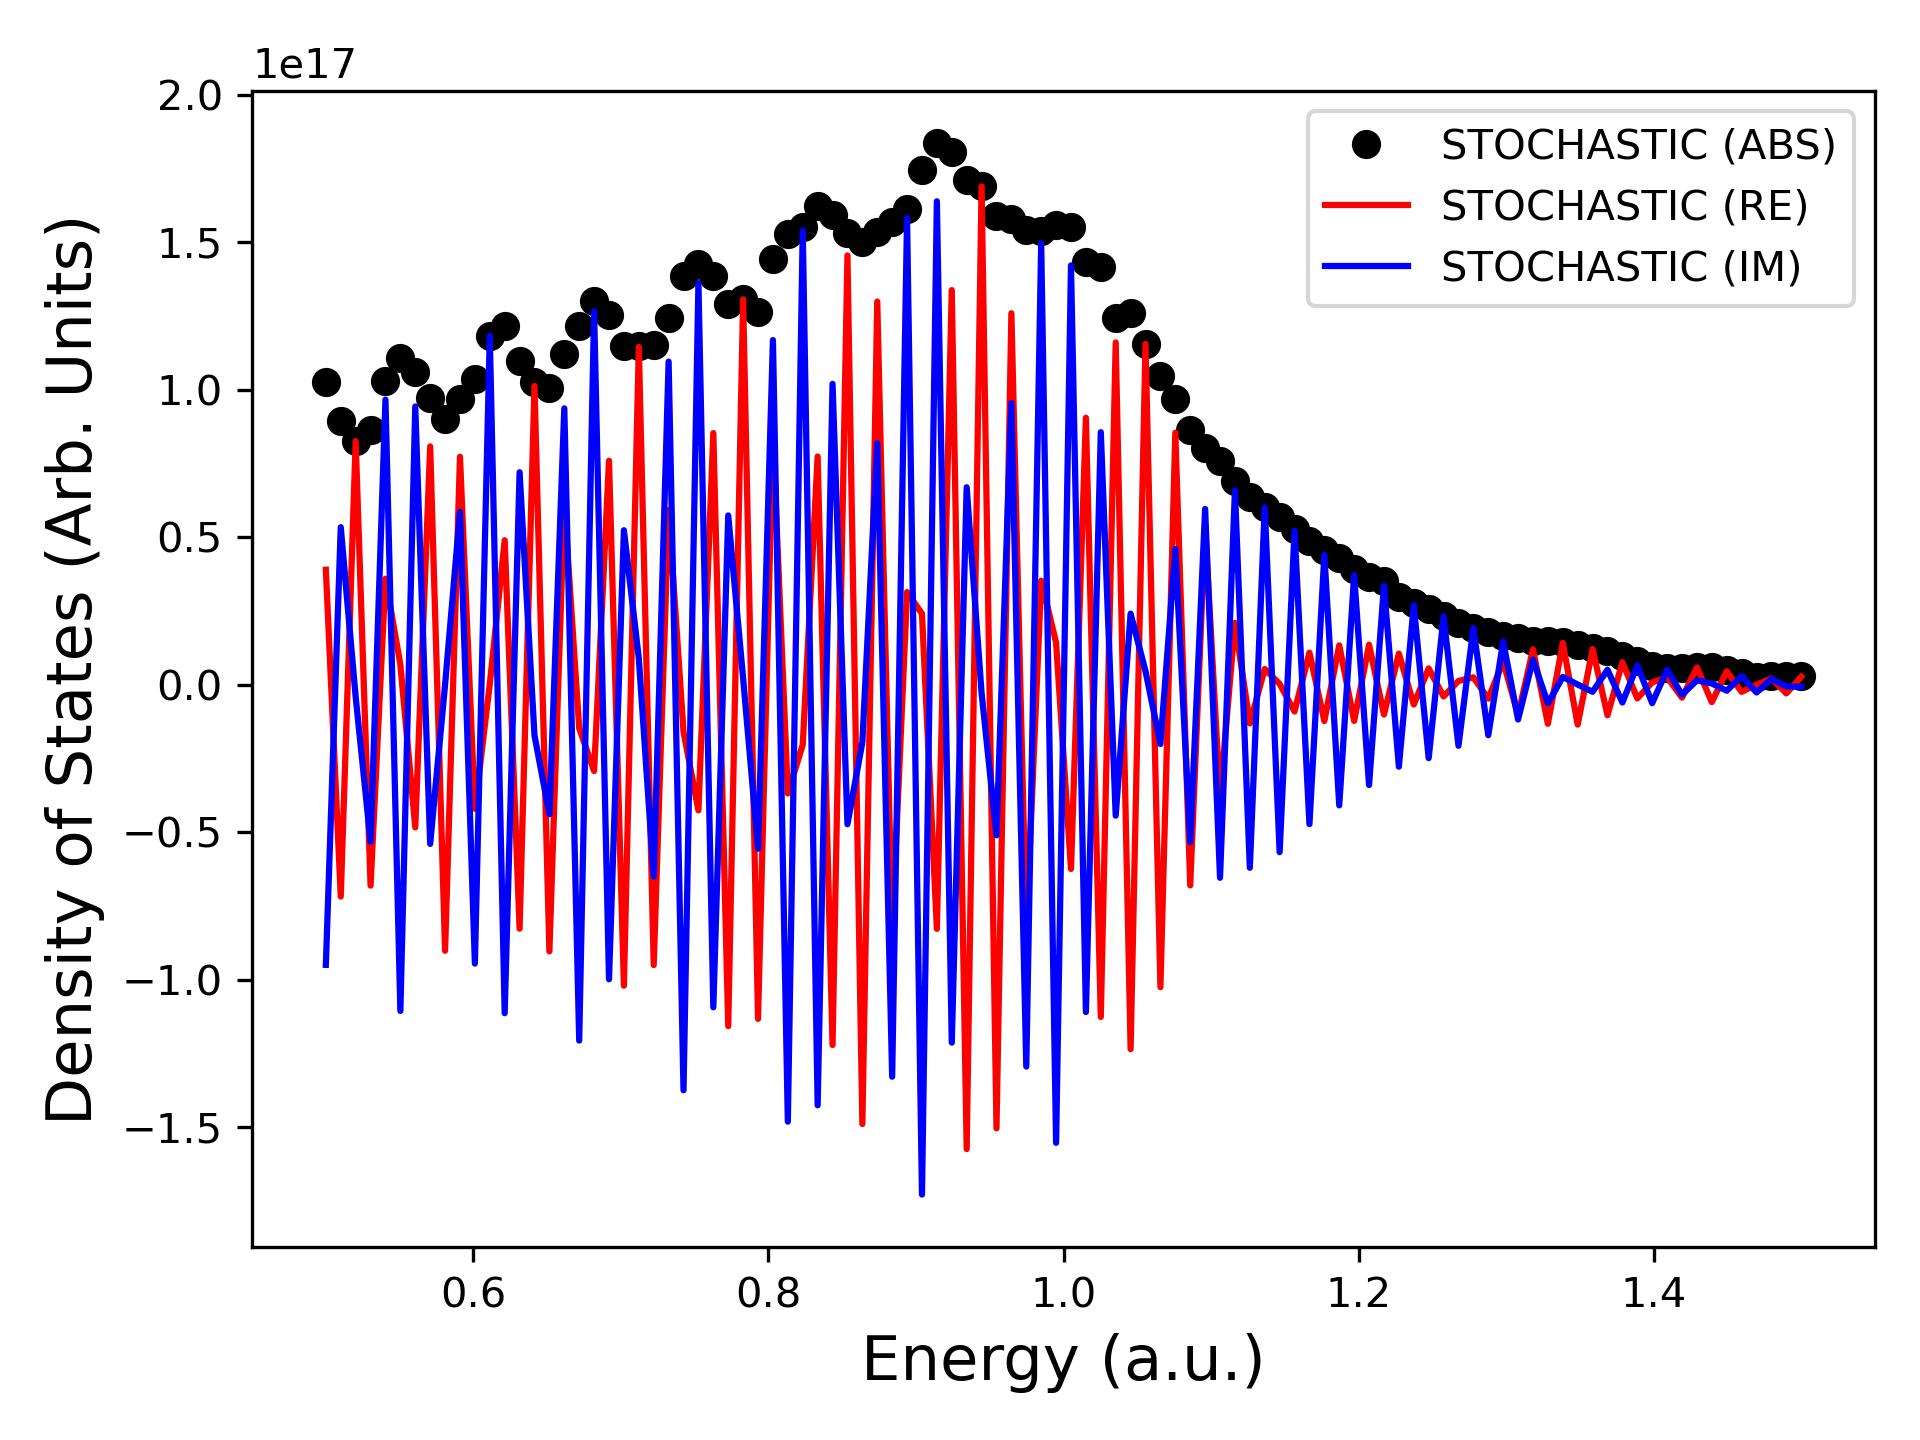 1e17
2.0
1.5
1.0
0.5
0.0
−0.5
−1.0
−1.5
Density of States (Arb. Units)
STOCHASTIC (ABS)
STOCHASTIC (RE)
STOCHASTIC (IM)
0.6 0.8 1.0 1.2 1.4
Energy (a.u.)